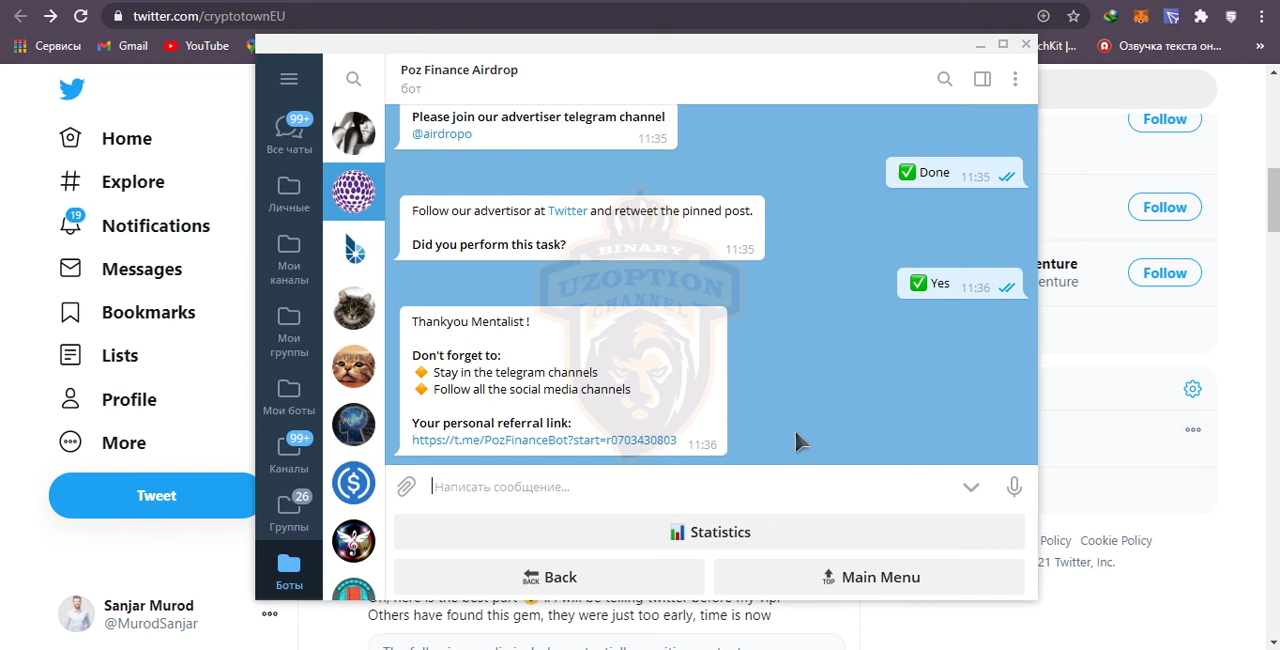 twitter.com/cryptotownEU
Сервисы
Gmail
YouTube
chKit |...
Озвучка текста он...
»
Home
Explore
19
Notifications
Messages
Bookmarks
Lists
Profile
More
Tweet
Sanjar Murod
@MurodSanjar
99+
Все чаты
Личные
Мои
каналы
Мои
группы
Мои боты
99+
Каналы
26
Группы
Боты
Poz Finance Airdrop
бот
Please join our advertiser telegram channel
@airdropo
11:35
✅ Done
11:35
Follow our advertisor at Twitter and retweet the pinned post.
Did you perform this task?
11:35
✅ Yes
11:36
Thankyou Mentalist !
Don't forget to:
🔸 Stay in the telegram channels
🔸 Follow all the social media channels
Your personal referral link:
https://t.me/PozFinanceBot?start=r0703430803
11:36
BINARY
UZOPTION
CHANNEL
Написать сообщение...
Statistics
BACK Back
TOP Main Menu
Follow
Follow
enture
enture
Follow
Policy Cookie Policy
21 Twitter, Inc.
Others have found this gem, they were just too early, time is now